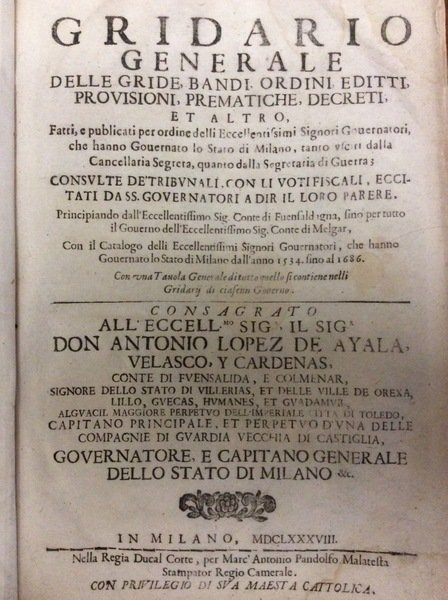 GRIDARIO
GENERALE
DELLE GRIDE, BANDI, ORDINI, EDITTI,
PROVISIONI, PREMATICHE, DECRETI,
ET ALTRO,
Fatti, e publicati per ordine delli Eccellentissimi Signori Gouernatori,
che hanno Gouernato lo Stato di Milano, tanto vsciti dalla
Cancellaria Segreta, quanto dalla Segretaria di Guerra;
CONSVLTE DE' TRIBVNALI, CON LI VOTI FISCALI, ECCI-
TATI DA SS. GOVERNATORI A DIR IL LORO PARERE.
Principiando dall'Eccellentissimo Sig. Conte di Fuensaldagna, sino per tutto
il Gouerno dell'Eccellentissimo Sig. Conte di Melgar,
Con il Catalogo delli Eccellentissimi Signori Gouernatori, che hanno
Gouernato lo Stato di Milano dall'anno 1534. sino al 1686.
Con vna Tauola Generale di tutto quello si contiene nelli
Gridarij di ciascun Gouerno.
CONSAGRATO
ALL'ECCELL.MO SIG.R IL SIG.R
DON ANTONIO LOPEZ DE AYALA,
VELASCO, Y CARDENAS,
CONTE DI FVENSALIDA, E COLMENAR,
SIGNORE DELLO STATO DI VILLERIAS, ET DELLE VILLE DE OREXA,
LILLO, GVECAS, HVMANES, ET GVADAMVR,
ALGVACIL MAGGIORE PERPETVO DELL'IMPERIALE CITTA DI TOLEDO,
CAPITANO PRINCIPALE, ET PERPETVO D'VNA DELLE
COMPAGNIE DI GVARDIA VECCHIA DI CASTIGLIA,
GOVERNATORE, E CAPITANO GENERALE
DELLO STATO DI MILANO &c.
IN MILANO, MDCLXXXVIII.
Nella Regia Ducal Corte, per Marc' Antonio Pandolfo Malatesta
Stampator Regio Camerale.
CON PRIVILEGIO DI SVA MAESTA CATTOLICA.